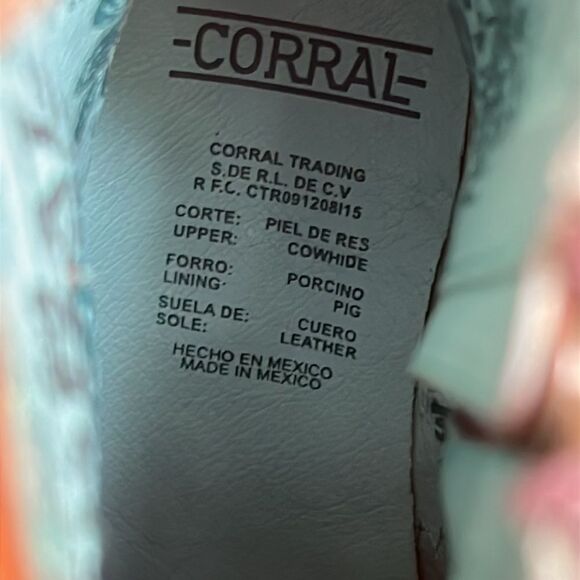 -CORRAL-
CORRAL TRADING
S.DE R.L. DE C.V
R F.C. CTR091208I15
CORTE: PIEL DE RES
UPPER: COWHIDE
FORRO: PORCINO
LINING: PIG
SUELA DE: CUERO
SOLE: LEATHER
HECHO EN MEXICO
MADE IN MEXICO